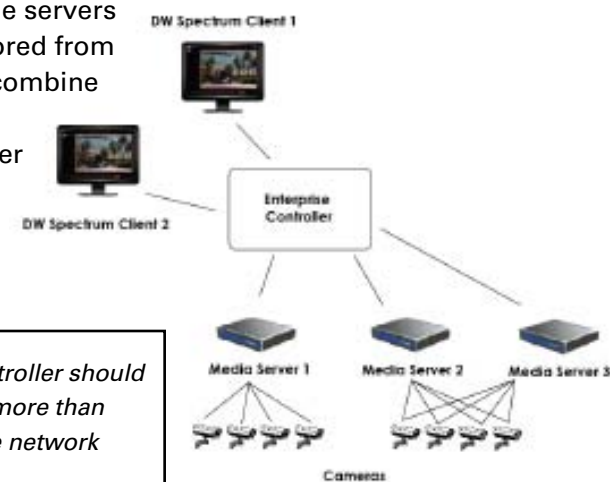 e servers
ored from
combine
er
DW Spectrum Client 1
DW Spectrum Client 2
Enterprise
Controller
Media Server 1
Media Server 2
Media Server 3
Cameras
troller should
more than
e network